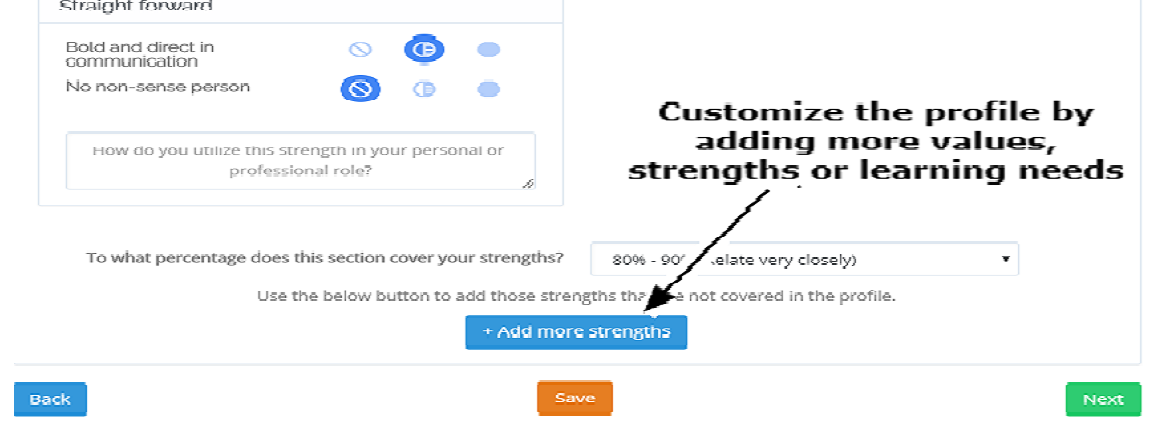 Straight forward
Bold and direct in
communication
No non-sense person
How do you utilize this strength in your personal or
professional role?
Customize the profile by
adding more values,
strengths or learning needs
To what percentage does this section cover your strengths?
80% - 90% elate very closely)
Use the below button to add those strengths tha e not covered in the profile.
+ Add more strengths
Back
Save
Next